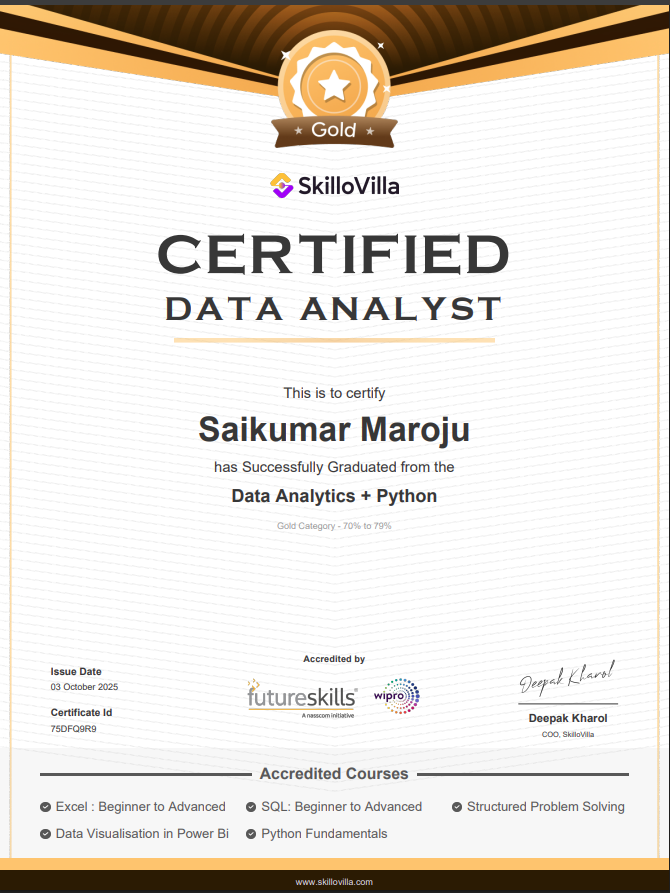 Gold
SkilloVilla
CERTIFIED
DATA ANALYST
This is to certify
Saikumar Maroju
has Successfully Graduated from the
Data Analytics + Python
Gold Category - 70% to 79%
Accredited by
Issue Date
03 October 2025
Certificate Id
75DFQ9R9
futureskills®
A nasscom initiative
wipro
Deepak Kharol
Deepak Kharol
COO, SkilloVilla
Accredited Courses
Excel : Beginner to Advanced
SQL: Beginner to Advanced
Structured Problem Solving
Data Visualisation in Power Bi
Python Fundamentals
www.skillovilla.com